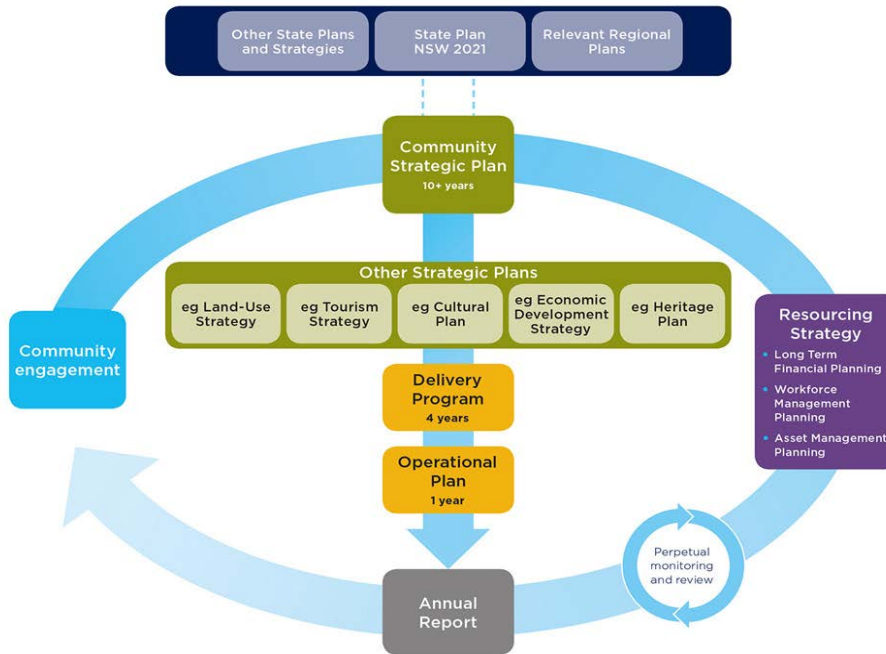 Other State Plans
and Strategies
State Plan
NSW 2021
Relevant Regional
Plans
Community
Strategic Plan
10+ years
Other Strategic Plans
eg Land-Use
Strategy
eg Tourism
Strategy
eg Cultural
Plan
eg Economic
Development
Strategy
eg Heritage
Plan
Community
engagement
Resourcing
Strategy
• Long Term
Financial Planning
• Workforce
Management
Planning
• Asset Management
Planning
Delivery
Program
4 years
Operational
Plan
1 year
Perpetual
monitoring
and review
Annual
Report